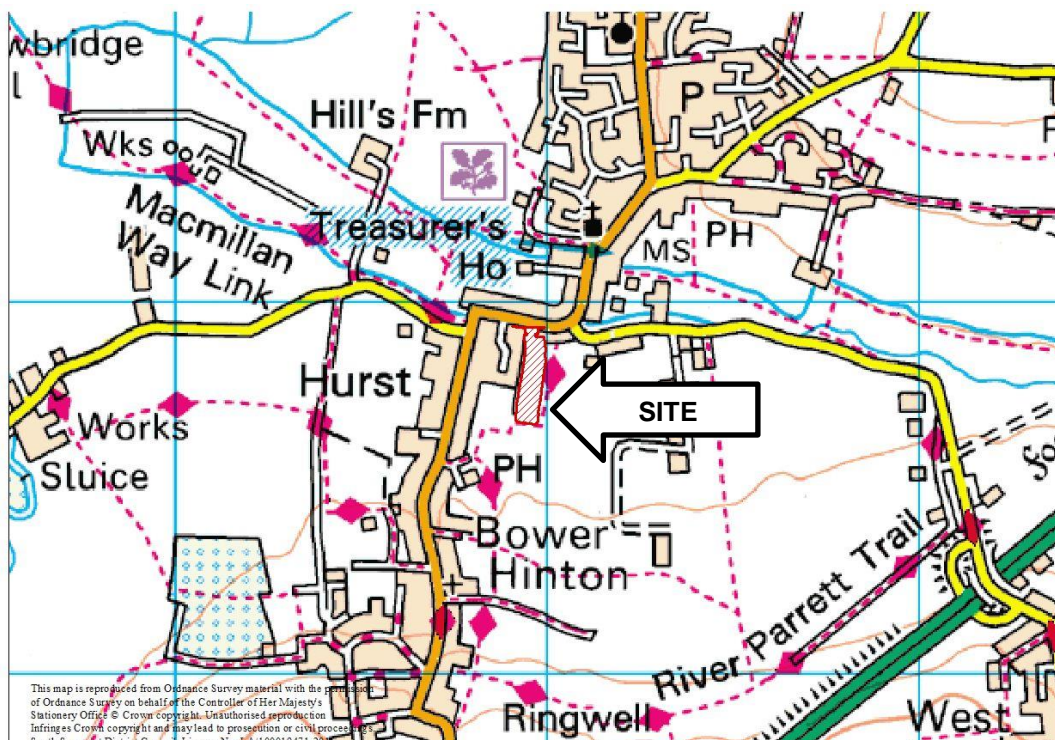 wbridge
l
Hill's Fm
P
Wks
Macmillan
Way Link
Treasurer's
Ho
MS
PH
Hurst
SITE
Works
Sluice
PH
Bower
Hinton
River Parrett Trail
Ringwell
West
This map is reproduced from Ordnance Survey material with the permission
of Ordnance Survey on behalf of the Controller of Her Majesty's
Stationery Office © Crown copyright. Unauthorised reproduction
Infringes Crown copyright and may lead to prosecution or civil proceedings.